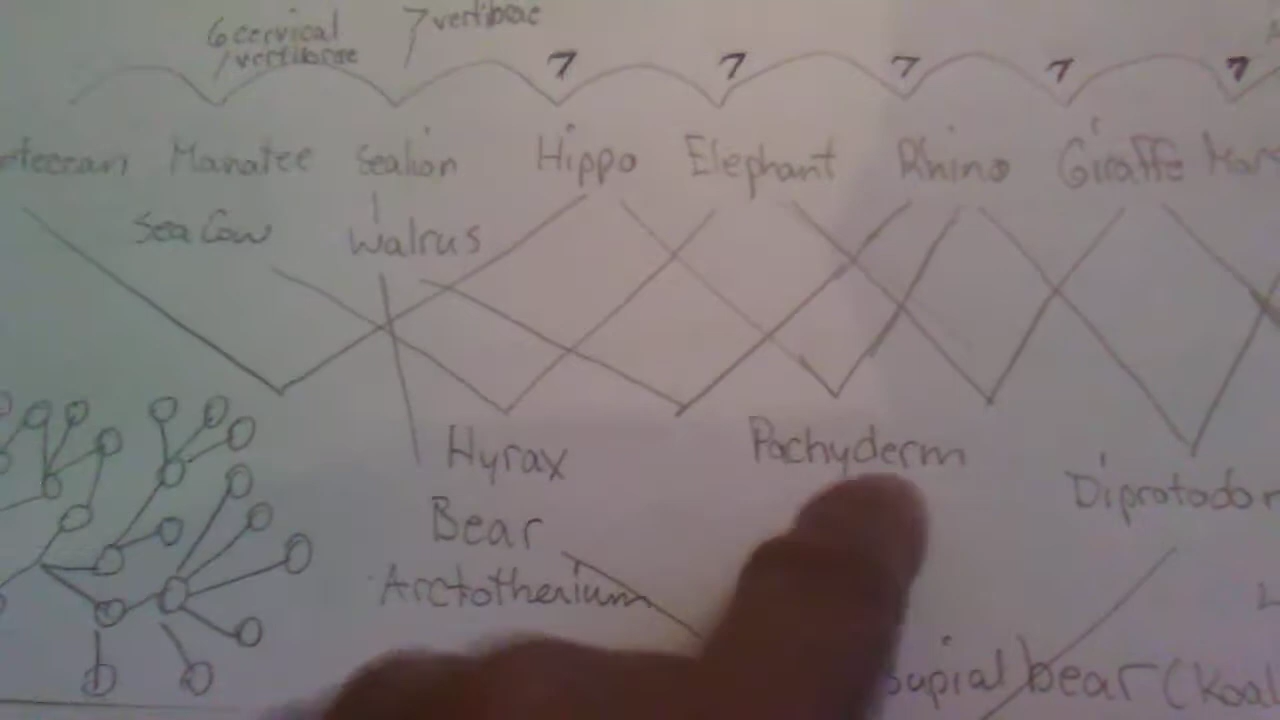 6 cervical
vertibrae
7 vertibrae
7 7 7 7 7
Manatee Sealion Hippo Elephant Rhino Giraffe
Sea Cow Walrus
Hyrax Pachyderm
Bear Diprotodon
Arctotherium
bear (Koal